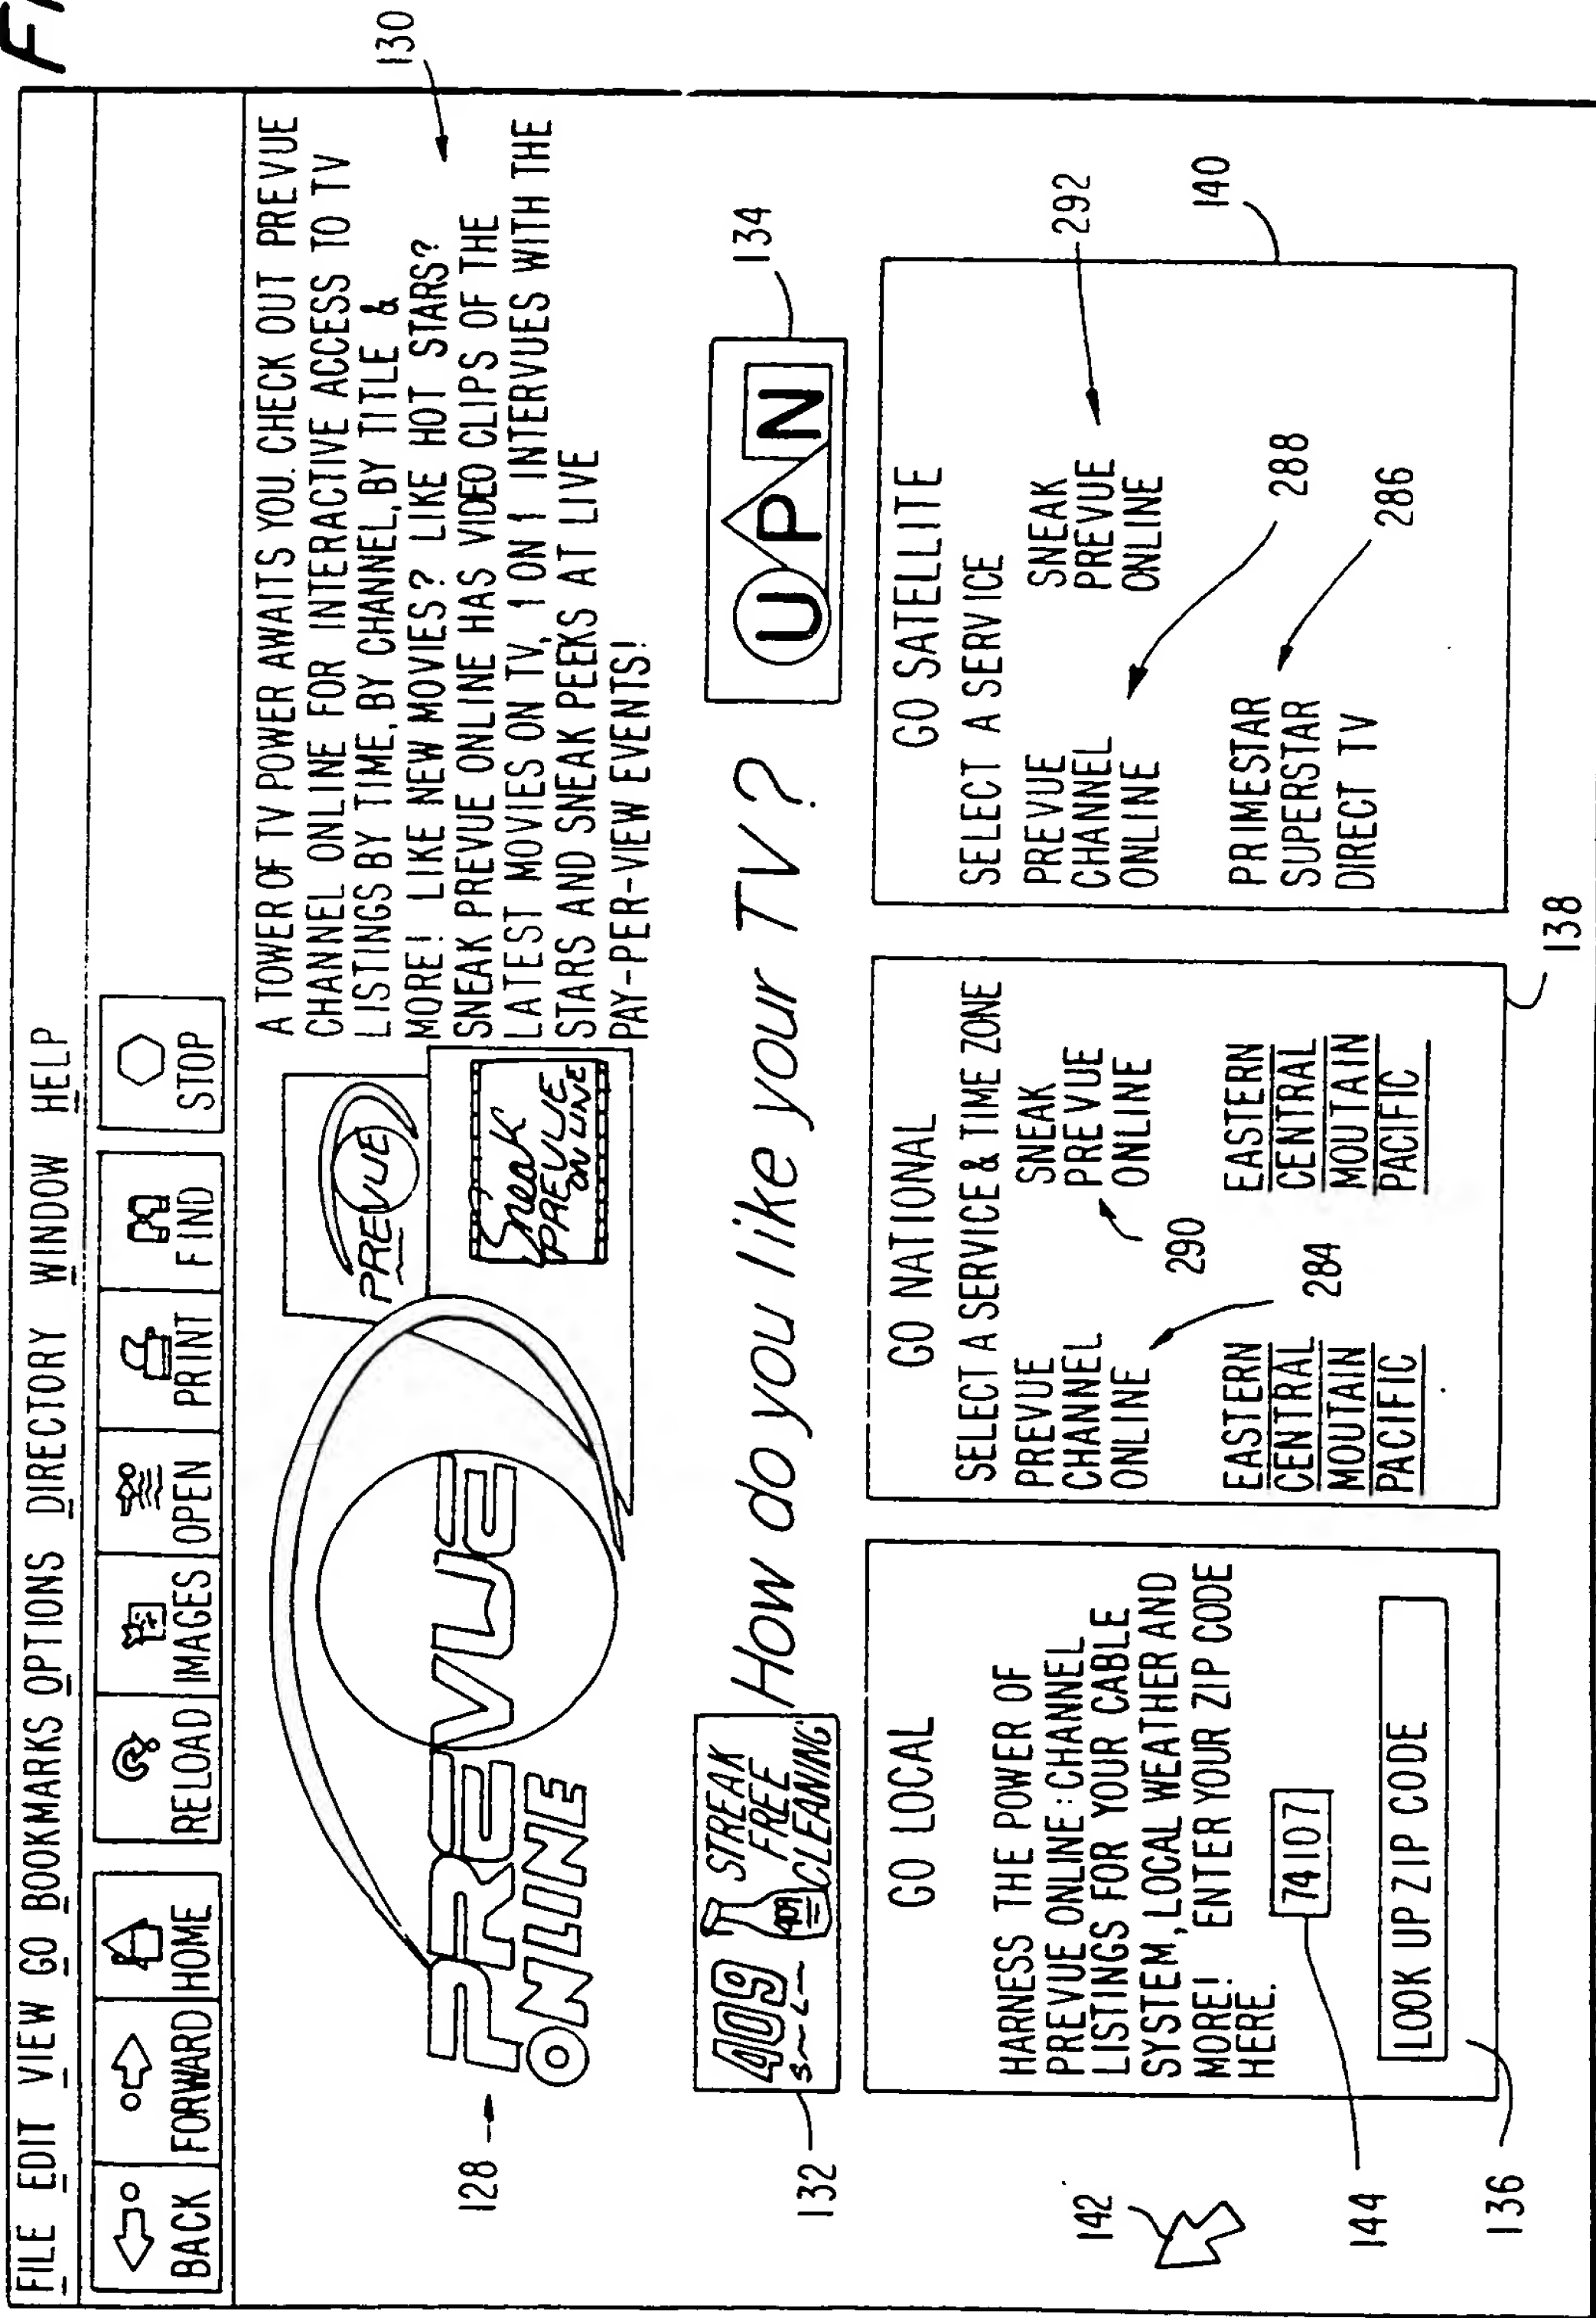 FILE EDIT VIEW GO BOOKMARKS OPTIONS DIRECTORY WINDOW HELP
BACK FORWARD HOME RELOAD IMAGES OPEN PRINT FIND STOP
PREVUE
ONLINE
PREVUE
Sneak
PREVUE
ON LINE
128
A TOWER OF TV POWER AWAITS YOU. CHECK OUT PREVUE
CHANNEL ONLINE FOR INTERACTIVE ACCESS TO TV
LISTINGS BY TIME, BY CHANNEL, BY TITLE &
MORE! LIKE NEW MOVIES? LIKE HOT STARS?
SNEAK PREVUE ONLINE HAS VIDEO CLIPS OF THE
LATEST MOVIES ON TV, 1 ON 1 INTERVUES WITH THE
STARS AND SNEAK PEEKS AT LIVE
PAY-PER-VIEW EVENTS!
130
132
409
STREAK
FREE
CLEANING
409
How do you like your TV?
UPN
134
GO LOCAL
HARNESS THE POWER OF
PREVUE ONLINE: CHANNEL
LISTINGS FOR YOUR CABLE
SYSTEM, LOCAL WEATHER AND
MORE! ENTER YOUR ZIP CODE
HERE.
74107
LOOK UP ZIP CODE
142
144
136
GO NATIONAL
SELECT A SERVICE & TIME ZONE
PREVUE
CHANNEL
ONLINE
SNEAK
PREVUE
ONLINE
290
284
EASTERN
CENTRAL
MOUTAIN
PACIFIC
EASTERN
CENTRAL
MOUTAIN
PACIFIC
138
GO SATELLITE
SELECT A SERVICE
PREVUE
CHANNEL
ONLINE
SNEAK
PREVUE
ONLINE
292
288
PRIMESTAR
SUPERSTAR
DIRECT TV
286
140